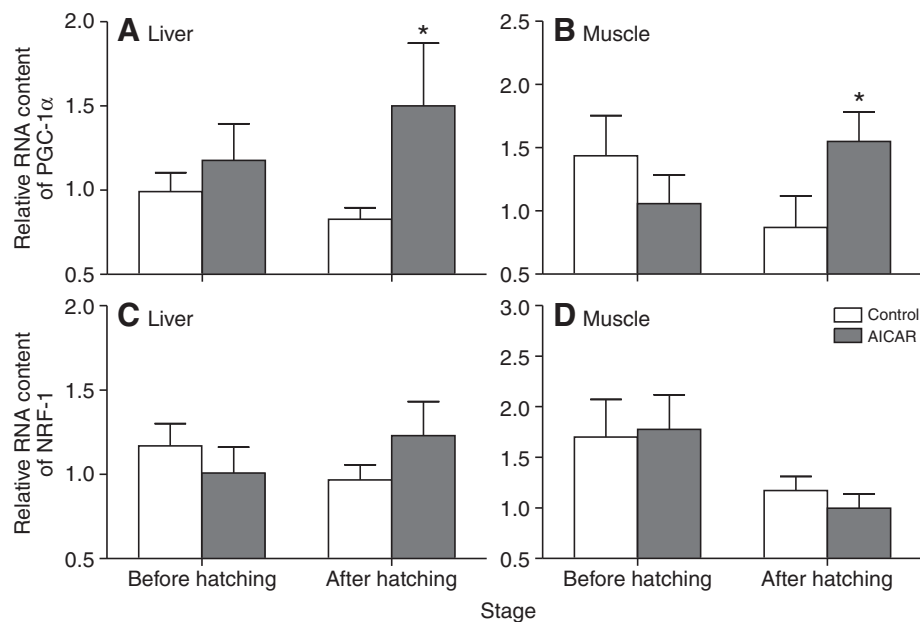 A Liver
*
2.0
1.5
1.0
0.5
Relative RNA content
of PGC-1α
B Muscle
*
2.5
2.0
1.5
1.0
0.5
C Liver
2.0
1.5
1.0
0.5
Relative RNA content
of NRF-1
Before hatching
After hatching
D Muscle
Control
AICAR
3.0
2.5
2.0
1.5
1.0
0.5
Before hatching
After hatching
Stage